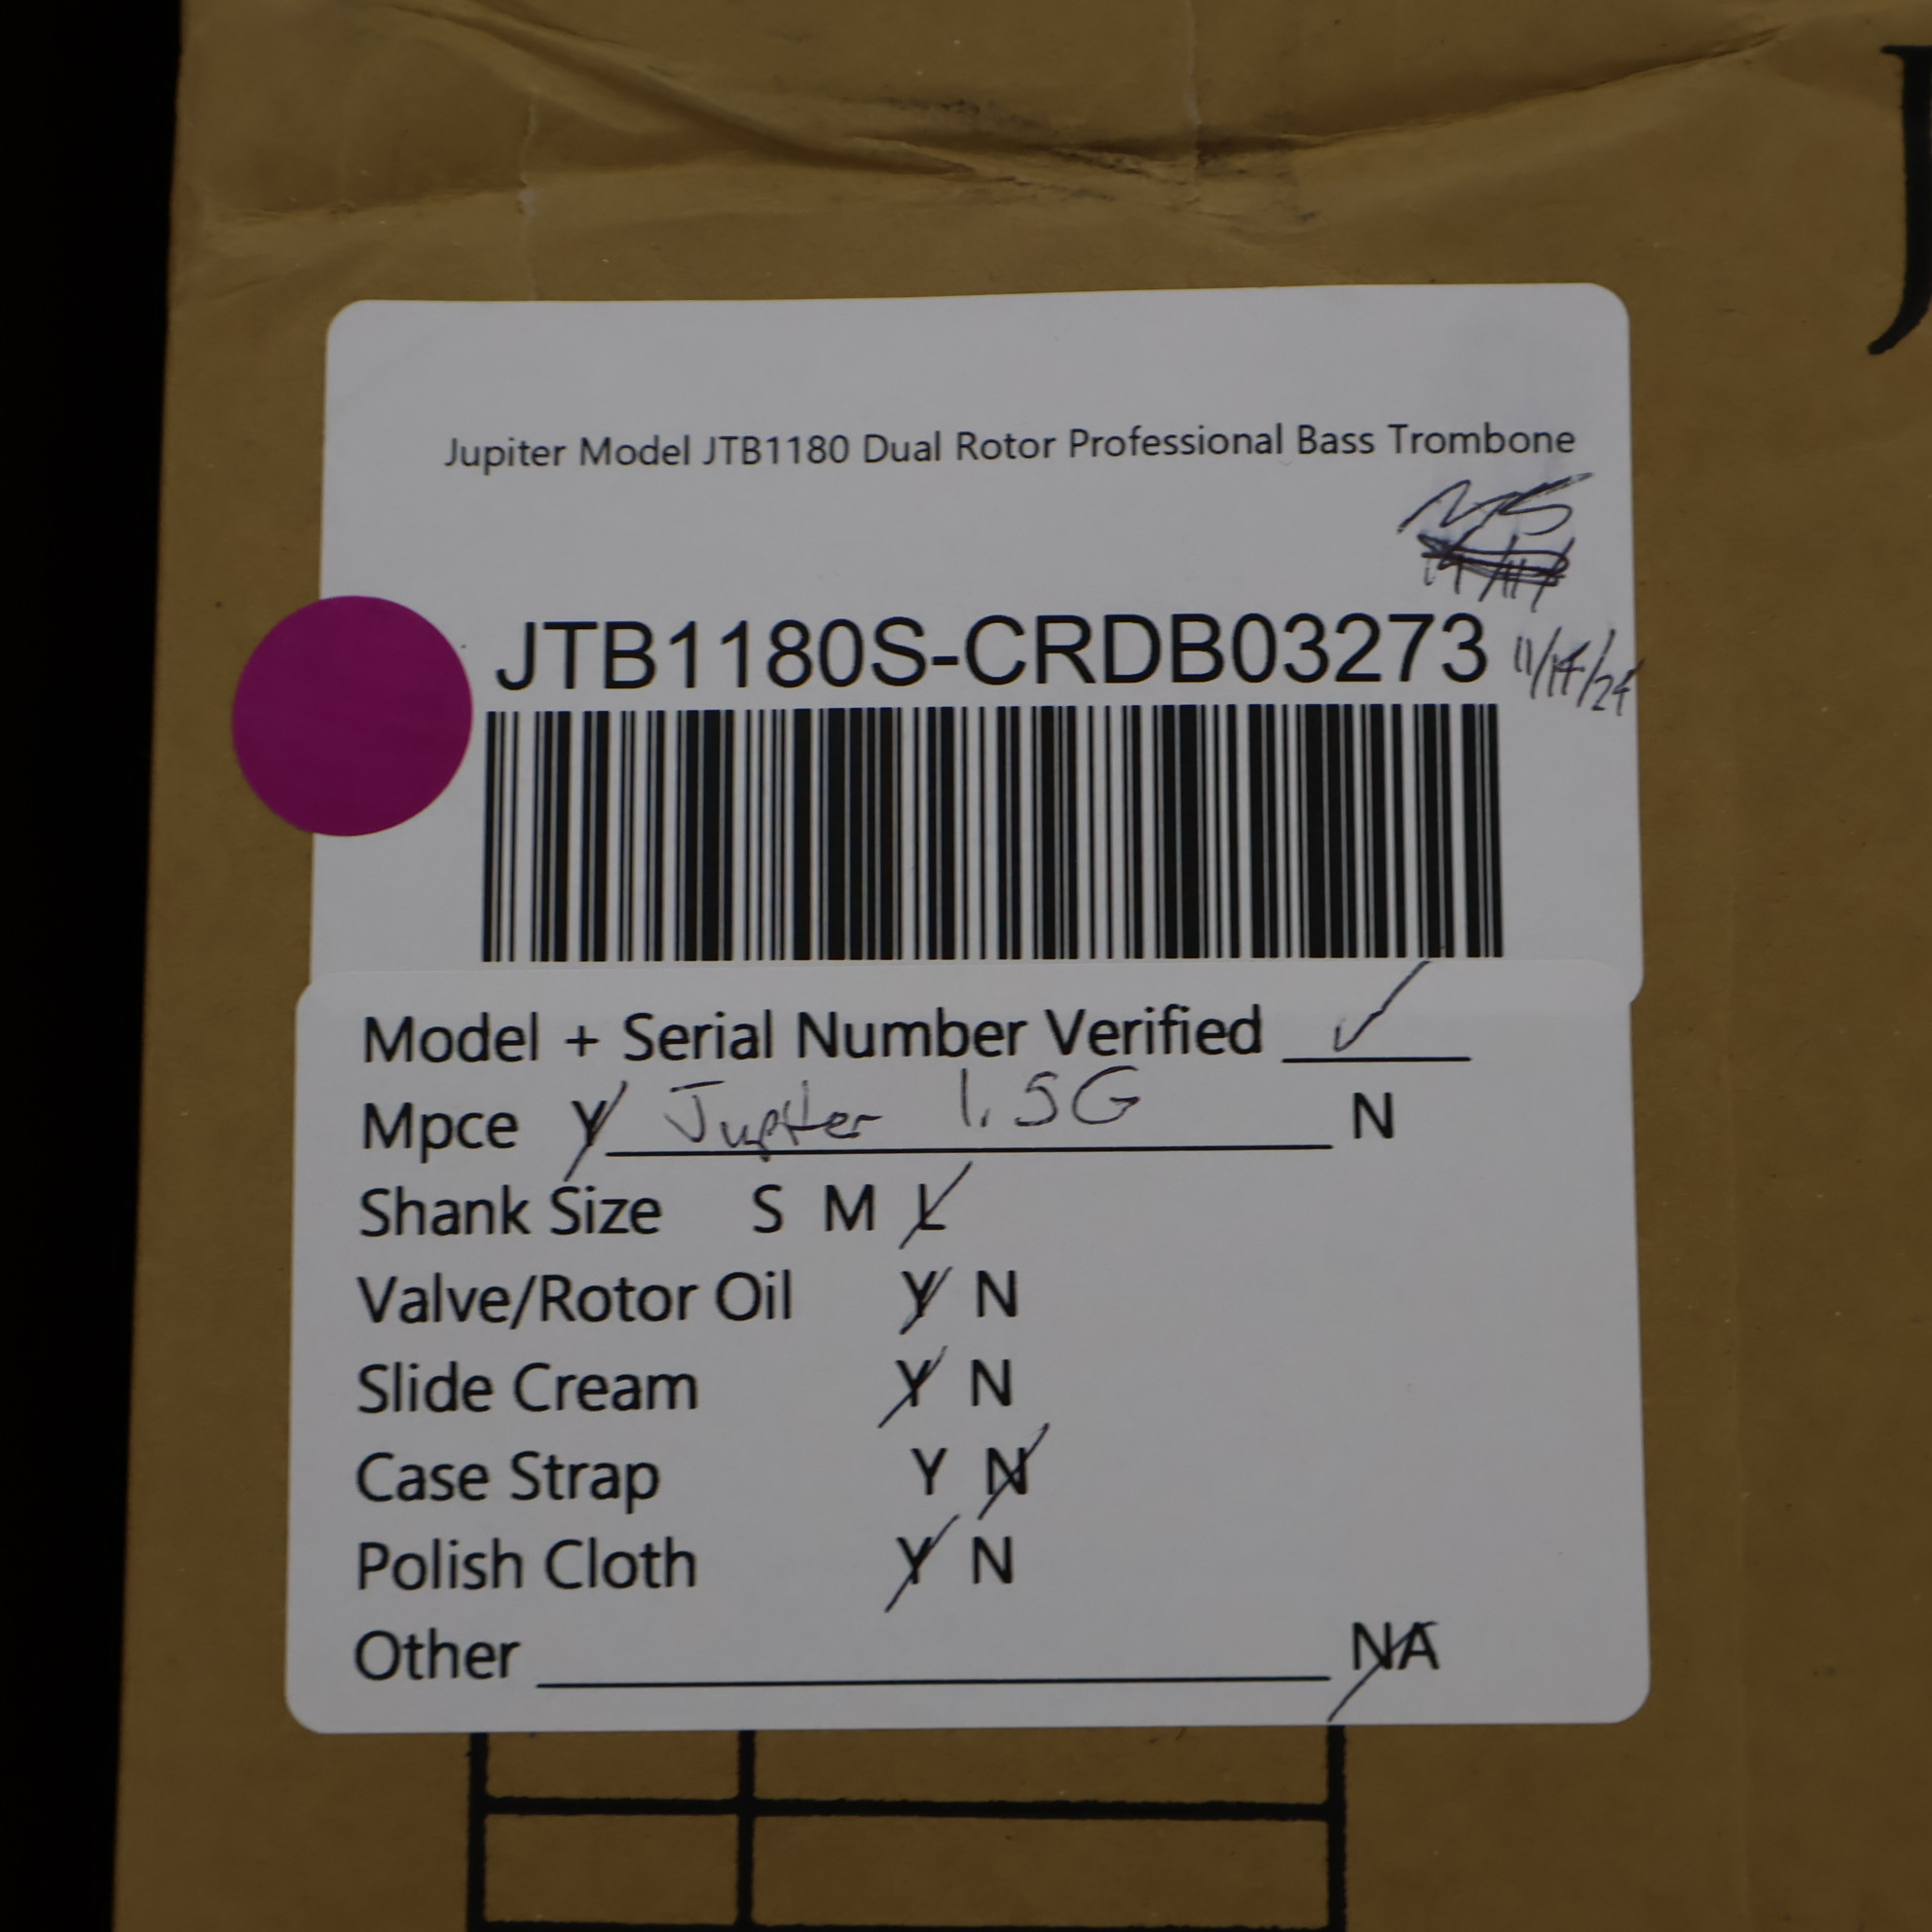 J
Jupiter Model JTB1180 Dual Rotor Professional Bass Trombone
JTB1180S-CRDB03273 11/14/24
Model + Serial Number Verified ✓
Mpce Y Jupiter 1.5G N
Shank Size S M L
Valve/Rotor Oil Y N
Slide Cream Y N
Case Strap Y N
Polish Cloth Y N
Other NA